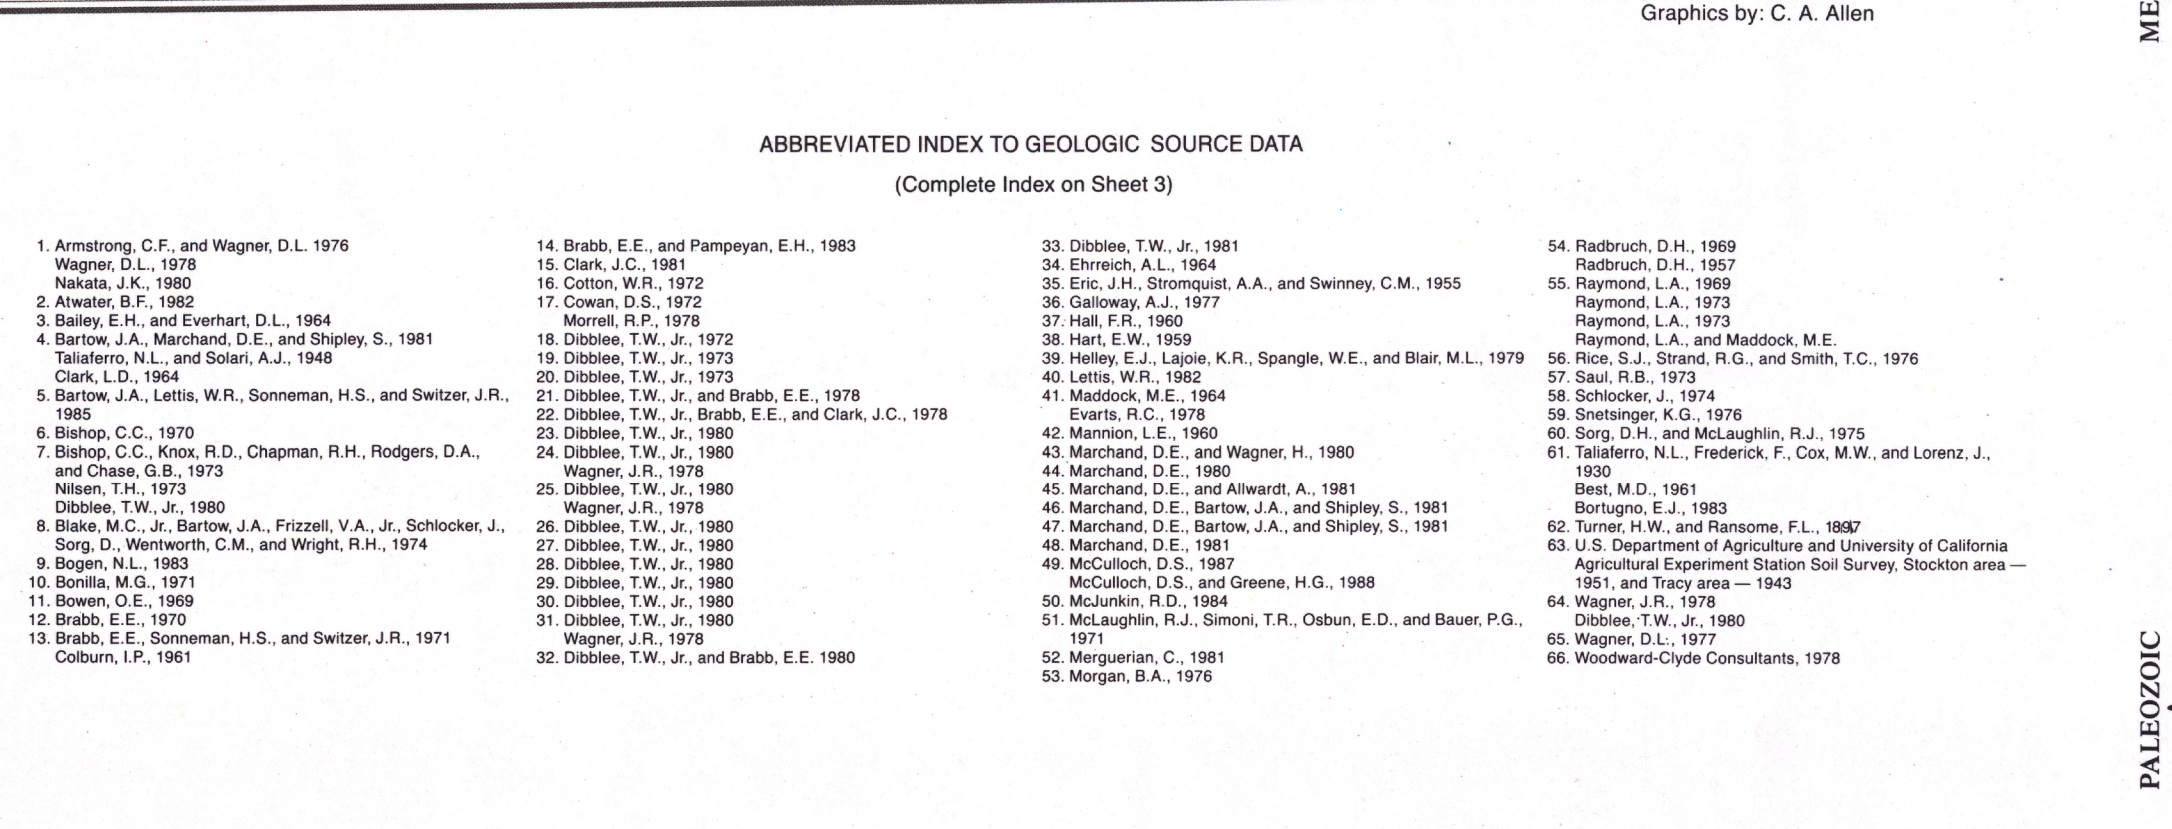 Graphics by: C. A. Allen
ME
ABBREVIATED INDEX TO GEOLOGIC SOURCE DATA
(Complete Index on Sheet 3)
1. Armstrong, C.F., and Wagner, D.L. 1976
Wagner, D.L., 1978
Nakata, J.K., 1980
2. Atwater, B.F., 1982
3. Bailey, E.H., and Everhart, D.L., 1964
4. Bartow, J.A., Marchand, D.E., and Shipley, S., 1981
Taliaferro, N.L., and Solari, A.J., 1948
Clark, L.D., 1964
5. Bartow, J.A., Lettis, W.R., Sonneman, H.S., and Switzer, J.R.,
1985
6. Bishop, C.C., 1970
7. Bishop, C.C., Knox, R.D., Chapman, R.H., Rodgers, D.A.,
and Chase, G.B., 1973
Nilsen, T.H., 1973
Dibblee, T.W., Jr., 1980
8. Blake, M.C., Jr., Bartow, J.A., Frizzell, V.A., Jr., Schlocker, J.,
Sorg, D., Wentworth, C.M., and Wright, R.H., 1974
9. Bogen, N.L., 1983
10. Bonilla, M.G., 1971
11. Bowen, O.E., 1969
12. Brabb, E.E., 1970
13. Brabb, E.E., Sonneman, H.S., and Switzer, J.R., 1971
Colburn, I.P., 1961
14. Brabb, E.E., and Pampeyan, E.H., 1983
15. Clark, J.C., 1981
16. Cotton, W.R., 1972
17. Cowan, D.S., 1972
Morrell, R.P., 1978
18. Dibblee, T.W., Jr., 1972
19. Dibblee, T.W., Jr., 1973
20. Dibblee, T.W., Jr., 1973
21. Dibblee, T.W., Jr., and Brabb, E.E., 1978
22. Dibblee, T.W., Jr., Brabb, E.E., and Clark, J.C., 1978
23. Dibblee, T.W., Jr., 1980
24. Dibblee, T.W., Jr., 1980
Wagner, J.R., 1978
25. Dibblee, T.W., Jr., 1980
Wagner, J.R., 1978
26. Dibblee, T.W., Jr., 1980
27. Dibblee, T.W., Jr., 1980
28. Dibblee, T.W., Jr., 1980
29. Dibblee, T.W., Jr., 1980
30. Dibblee, T.W., Jr., 1980
31. Dibblee, T.W., Jr., 1980
Wagner, J.R., 1978
32. Dibblee, T.W., Jr., and Brabb, E.E. 1980
33. Dibblee, T.W., Jr., 1981
34. Ehrreich, A.L., 1964
35. Eric, J.H., Stromquist, A.A., and Swinney, C.M., 1955
36. Galloway, A.J., 1977
37. Hall, F.R., 1960
38. Hart, E.W., 1959
39. Helley, E.J., Lajoie, K.R., Spangle, W.E., and Blair, M.L., 1979
40. Lettis, W.R., 1982
41. Maddock, M.E., 1964
Evarts, R.C., 1978
42. Mannion, L.E., 1960
43. Marchand, D.E., and Wagner, H., 1980
44. Marchand, D.E., 1980
45. Marchand, D.E., and Allwardt, A., 1981
46. Marchand, D.E., Bartow, J.A., and Shipley, S., 1981
47. Marchand, D.E., Bartow, J.A., and Shipley, S., 1981
48. Marchand, D.E., 1981
49. McCulloch, D.S., 1987
McCulloch, D.S., and Greene, H.G., 1988
50. McJunkin, R.D., 1984
51. McLaughlin, R.J., Simoni, T.R., Osbun, E.D., and Bauer, P.G.,
1971
52. Merguerian, C., 1981
53. Morgan, B.A., 1976
54. Radbruch, D.H., 1969
Radbruch, D.H., 1957
55. Raymond, L.A., 1969
Raymond, L.A., 1973
Raymond, L.A., 1973
Raymond, L.A., and Maddock, M.E.
56. Rice, S.J., Strand, R.G., and Smith, T.C., 1976
57. Saul, R.B., 1973
58. Schlocker, J., 1974
59. Snetsinger, K.G., 1976
60. Sorg, D.H., and McLaughlin, R.J., 1975
61. Taliaferro, N.L., Frederick, F., Cox, M.W., and Lorenz, J.,
1930
Best, M.D., 1961
Bortugno, E.J., 1983
62. Turner, H.W., and Ransome, F.L., 1897
63. U.S. Department of Agriculture and University of California
Agricultural Experiment Station Soil Survey, Stockton area —
1951, and Tracy area — 1943
64. Wagner, J.R., 1978
Dibblee, T.W., Jr., 1980
65. Wagner, D.L., 1977
66. Woodward-Clyde Consultants, 1978
PALEOZOIC